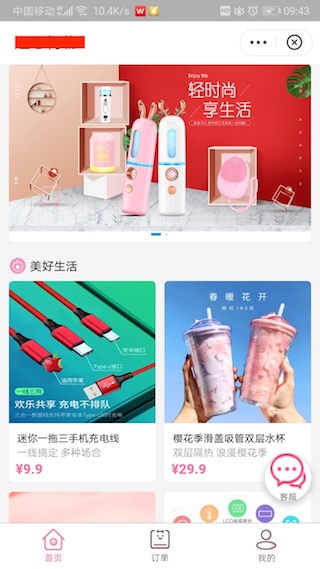 中国移动 10.4K/s 09:43
Enjoy life
轻时尚
享生活
美好生活
安卓接口
Type-c接口
适用苹果
一线三用
欢乐共享 充电不排队
三合一数据线支持苹果安卓Type-c接口
春暖花开
迷你一拖三手机充电线
一线搞定 多种场合
¥9.9
樱花季滑盖吸管双层水杯
双层隔热 浪漫樱花季
¥29.9
客服
首页
订单
我的